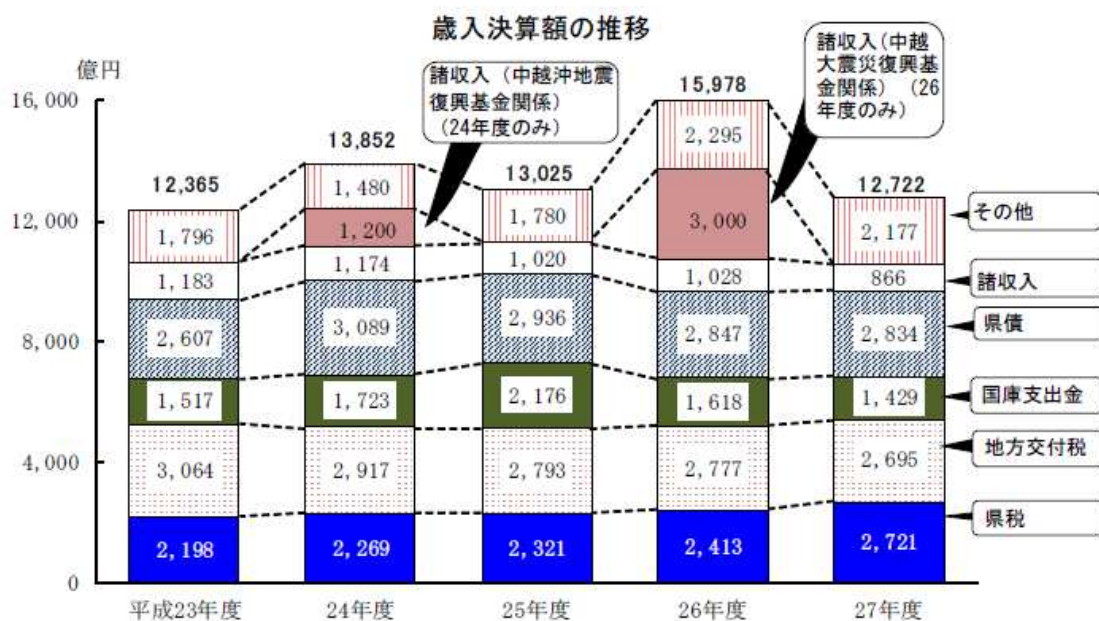 歳入決算額の推移
億円
諸収入（中越沖地震
復興基金関係）
（24年度のみ）
諸収入（中越
大震災復興基
金関係）（26
年度のみ）
16,000
12,000
8,000
4,000
0
12,365
1,796
1,183
2,607
1,517
3,064
2,198
13,852
1,480
1,200
1,174
3,089
1,723
2,917
2,269
13,025
1,780
1,020
2,936
2,176
2,793
2,321
15,978
2,295
3,000
1,028
2,847
1,618
2,777
2,413
12,722
2,177
866
2,834
1,429
2,695
2,721
その他
諸収入
県債
国庫支出金
地方交付税
県税
平成23年度
24年度
25年度
26年度
27年度